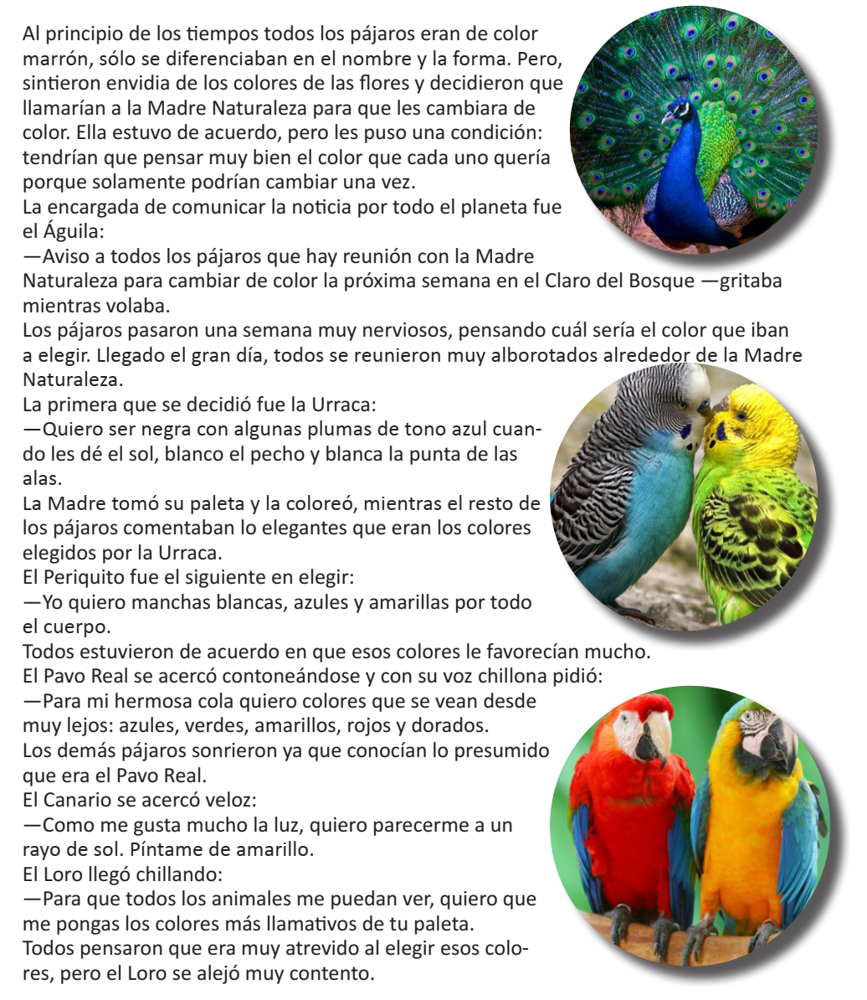 Al principio de los tiempos todos los pájaros eran de color
marrón, sólo se diferenciaban en el nombre y la forma. Pero,
sintieron envidia de los colores de las flores y decidieron que
llamarían a la Madre Naturaleza para que les cambiara de
color. Ella estuvo de acuerdo, pero les puso una condición:
tendrían que pensar muy bien el color que cada uno quería
porque solamente podrían cambiar una vez.
La encargada de comunicar la noticia por todo el planeta fue
el Águila:
—Aviso a todos los pájaros que hay reunión con la Madre
Naturaleza para cambiar de color la próxima semana en el Claro del Bosque —gritaba
mientras volaba.
Los pájaros pasaron una semana muy nerviosos, pensando cuál sería el color que iban
a elegir. Llegado el gran día, todos se reunieron muy alborotados alrededor de la Madre
Naturaleza.
La primera que se decidió fue la Urraca:
—Quiero ser negra con algunas plumas de tono azul cuan-
do les dé el sol, blanco el pecho y blanca la punta de las
alas.
La Madre tomó su paleta y la coloreó, mientras el resto de
los pájaros comentaban lo elegantes que eran los colores
elegidos por la Urraca.
El Periquito fue el siguiente en elegir:
—Yo quiero manchas blancas, azules y amarillas por todo
el cuerpo.
Todos estuvieron de acuerdo en que esos colores le favorecían mucho.
El Pavo Real se acercó contoneándose y con su voz chillona pidió:
—Para mi hermosa cola quiero colores que se vean desde
muy lejos: azules, verdes, amarillos, rojos y dorados.
Los demás pájaros sonrieron ya que conocían lo presumido
que era el Pavo Real.
El Canario se acercó veloz:
—Como me gusta mucho la luz, quiero parecerme a un
rayo de sol. Píntame de amarillo.
El Loro llegó chillando:
—Para que todos los animales me puedan ver, quiero que
me pongas los colores más llamativos de tu paleta.
Todos pensaron que era muy atrevido al elegir esos colo-
res, pero el Loro se alejó muy contento.